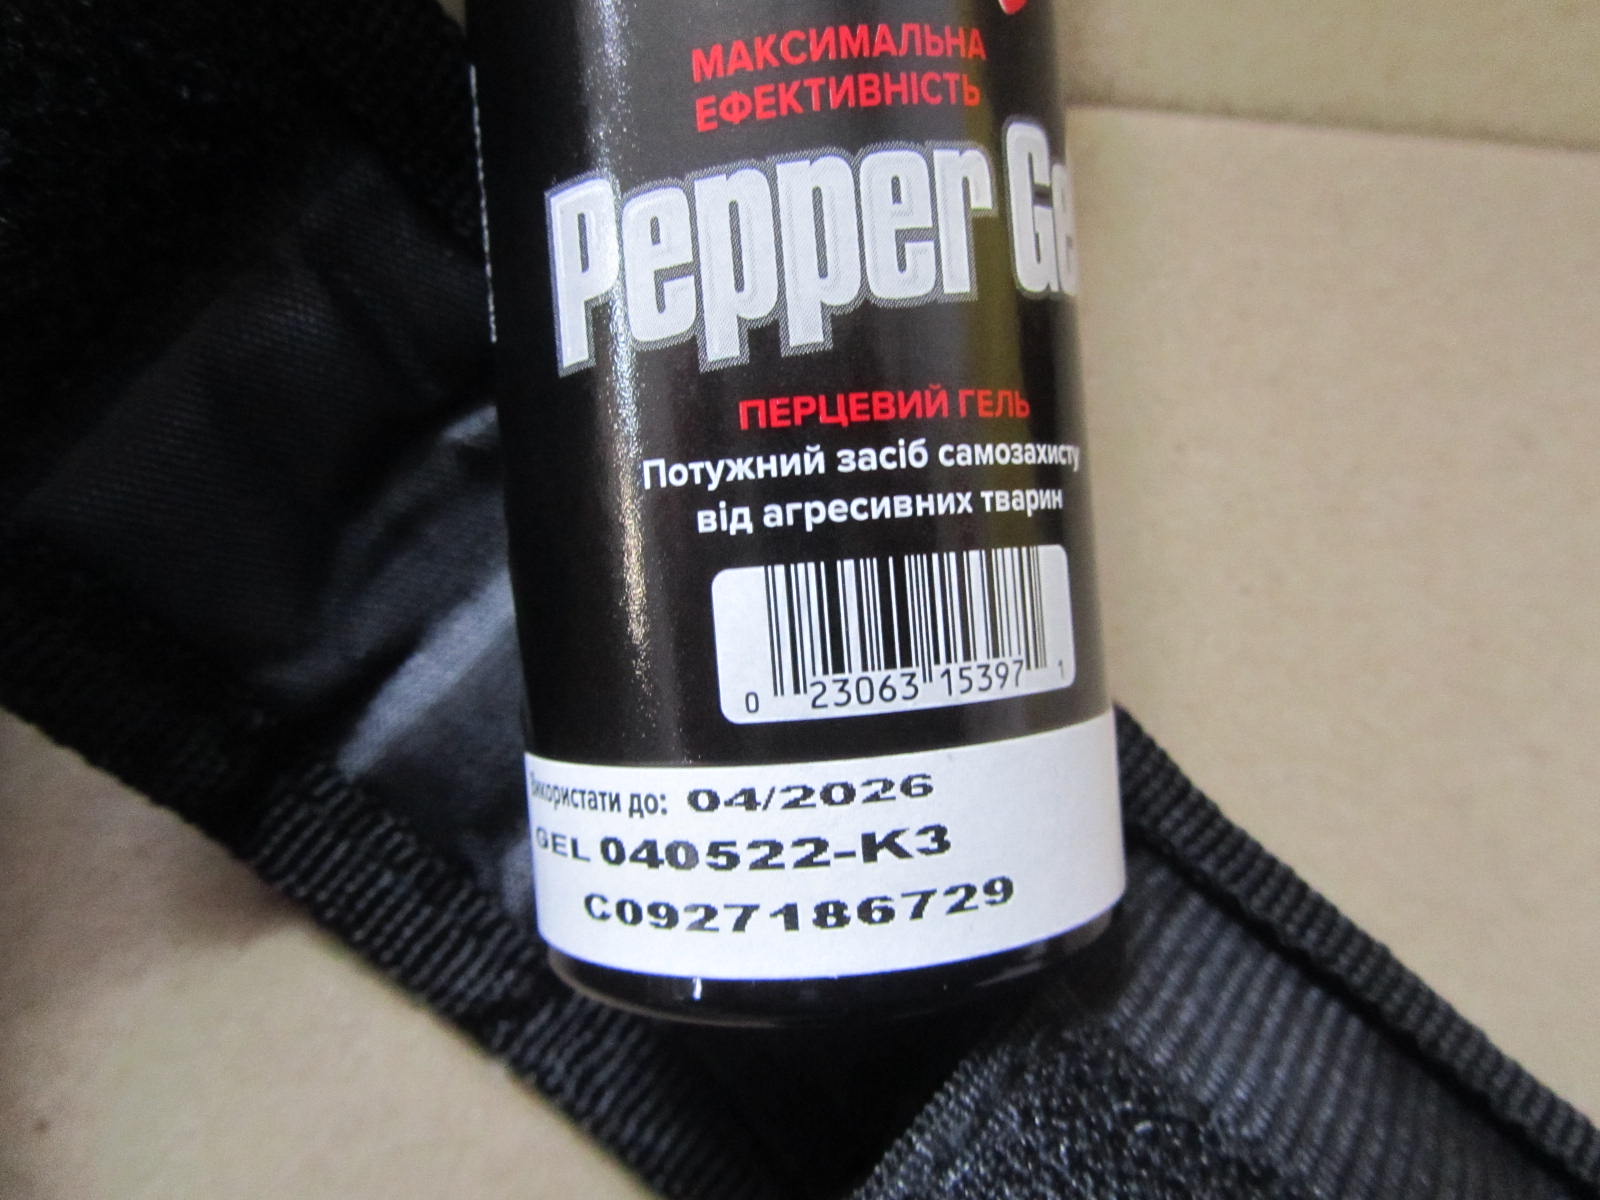 МАКСИМАЛЬНА
ЕФЕКТИВНІСТЬ
Pepper Gel
ПЕРЦЕВИЙ ГЕЛЬ
Потужний засіб самозахисту
від агресивних тварин
0 23063 15397 1
Використати до: 04/2026
GEL 040522-K3
C0927186729